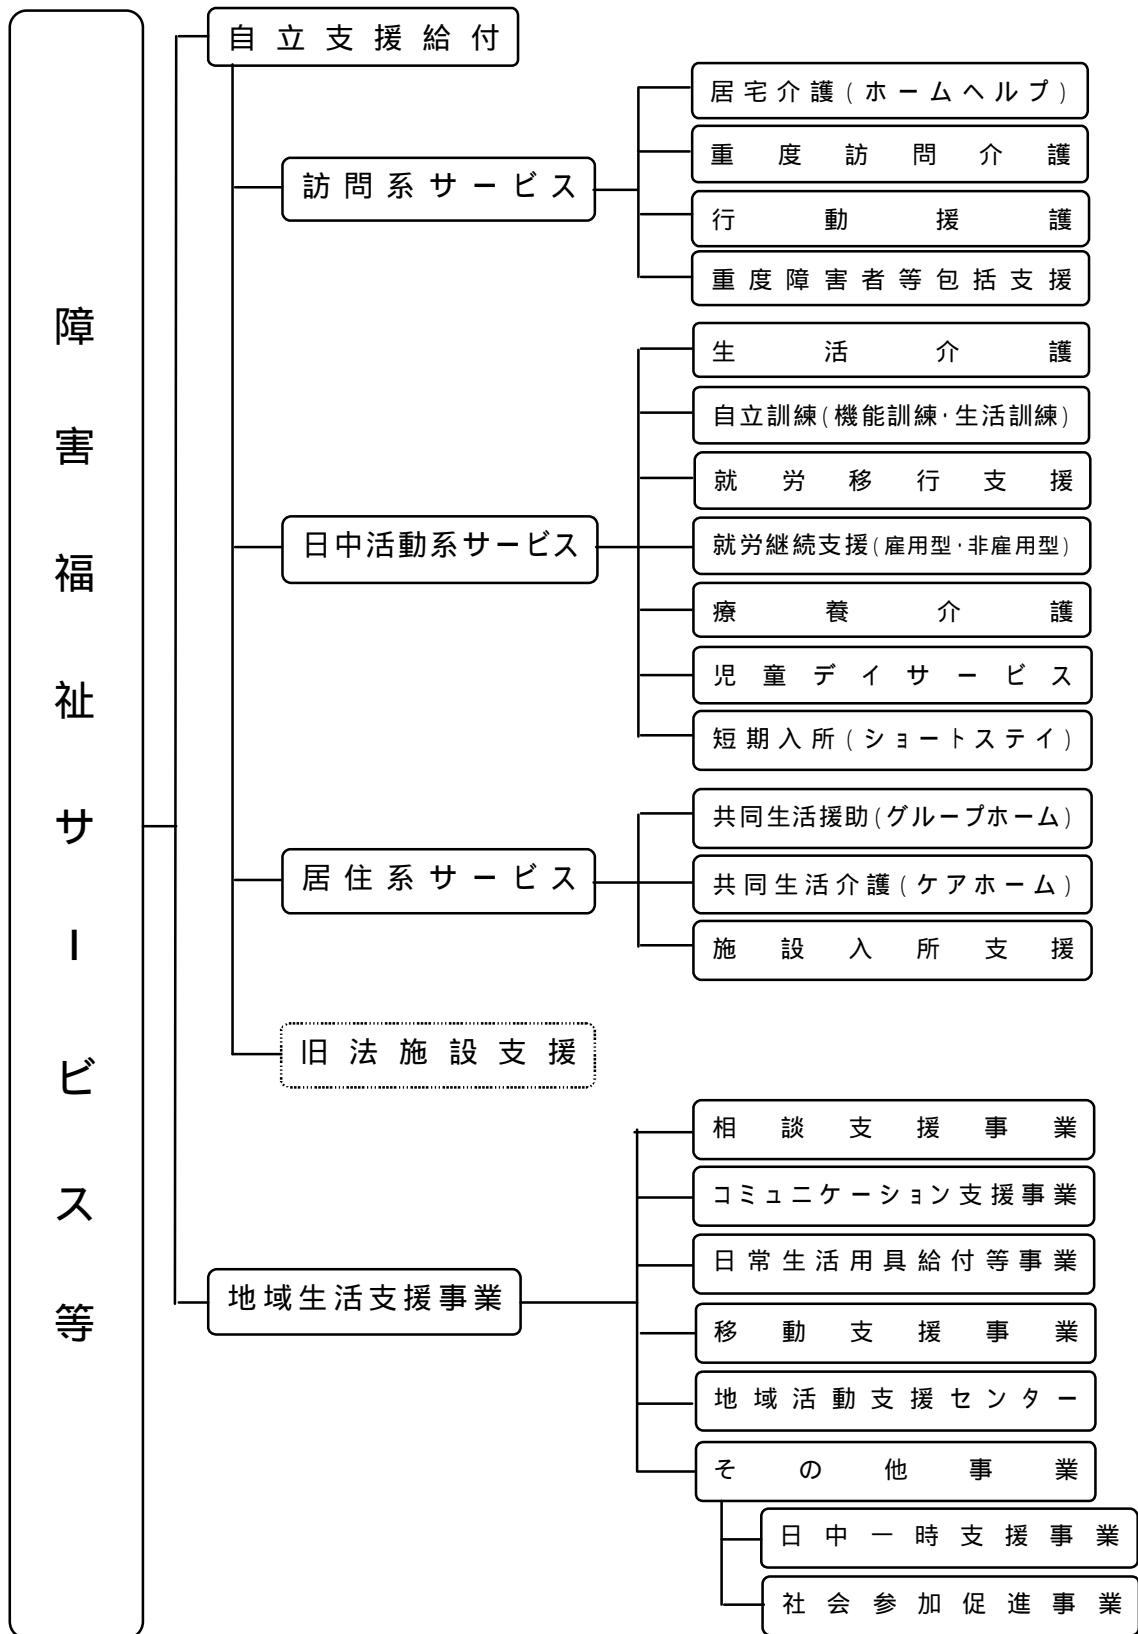 障害福祉サービス等
自立支援給付
訪問系サービス
居宅介護(ホームヘルプ)
重度訪問介護
行動援護
重度障害者等包括支援
日中活動系サービス
生活介護
自立訓練(機能訓練・生活訓練)
就労移行支援
就労継続支援(雇用型・非雇用型)
療養介護
児童デイサービス
短期入所(ショートステイ)
居住系サービス
共同生活援助(グループホーム)
共同生活介護(ケアホーム)
施設入所支援
旧法施設支援
地域生活支援事業
相談支援事業
コミュニケーション支援事業
日常生活用具給付等事業
移動支援事業
地域活動支援センター
その他事業
日中一時支援事業
社会参加促進事業